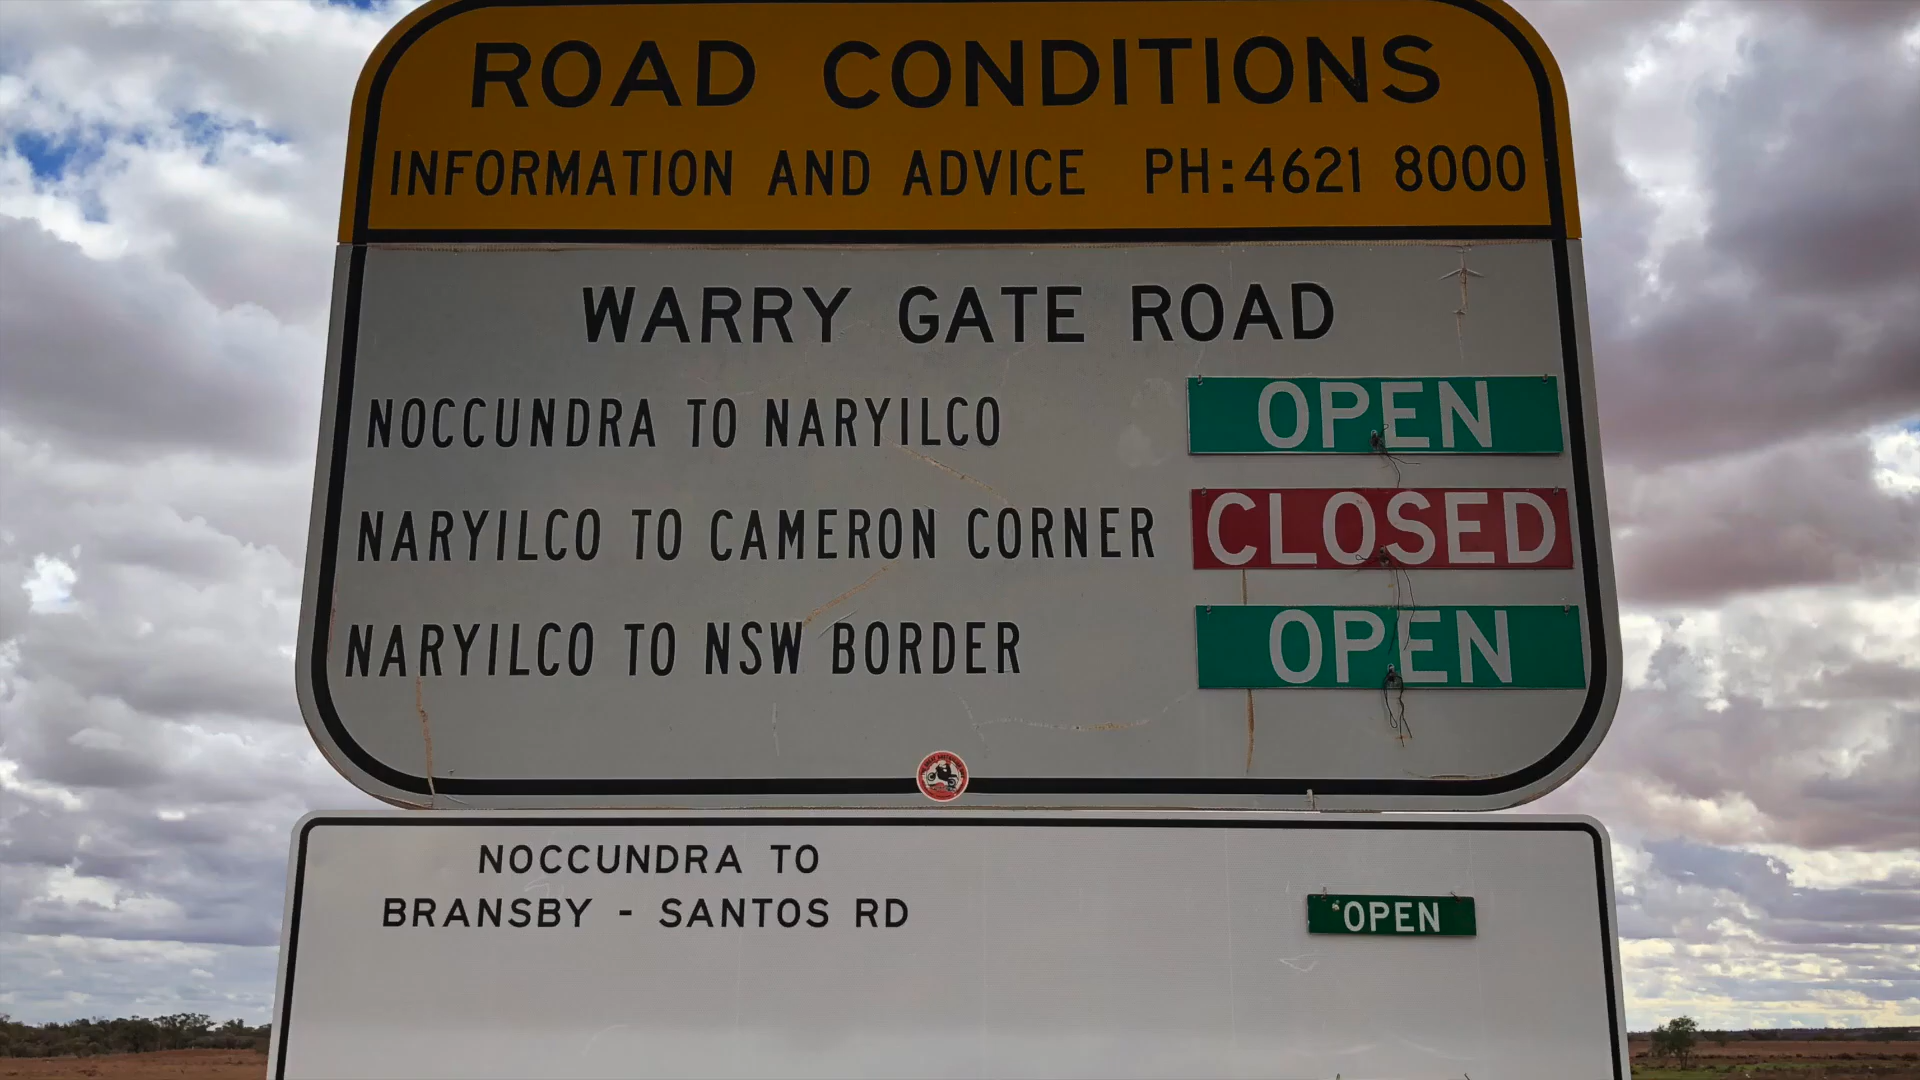 ROAD CONDITIONS
INFORMATION AND ADVICE PH:4621 8000
WARRY GATE ROAD
NOCCUNDRA TO NARYILCO OPEN
NARYILCO TO CAMERON CORNER CLOSED
NARYILCO TO NSW BORDER OPEN
NOCCUNDRA TO
BRANSBY - SANTOS RD OPEN